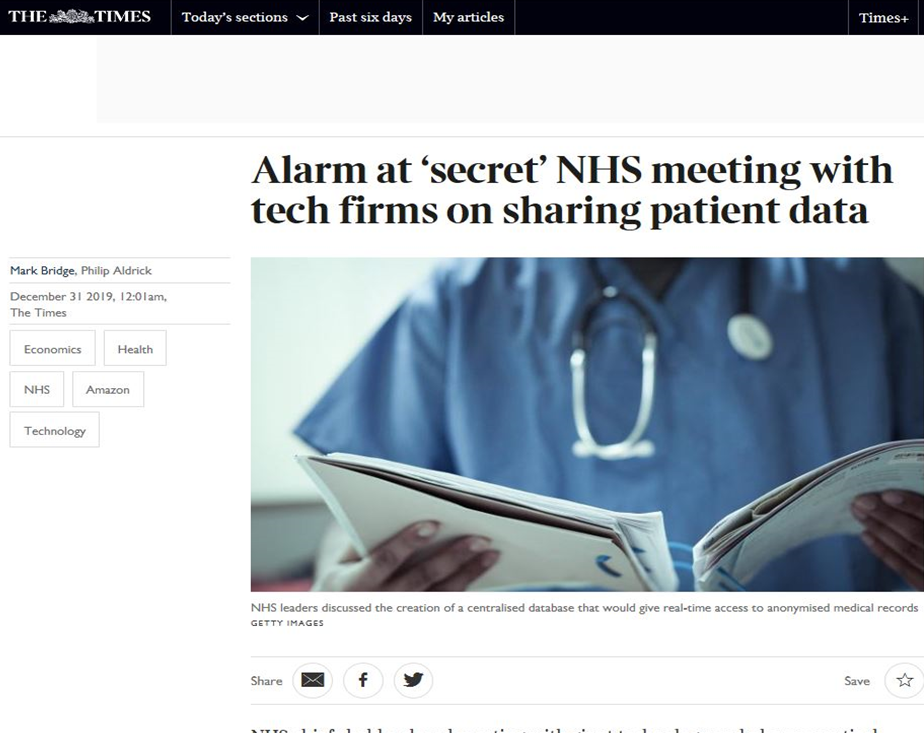 THE TIMES
Today's sections
Past six days
My articles
Times+
Alarm at ‘secret’ NHS meeting with
tech firms on sharing patient data
Mark Bridge, Philip Aldrick
December 31 2019, 12:01am,
The Times
Economics
Health
NHS
Amazon
Technology
NHS leaders discussed the creation of a centralised database that would give real-time access to anonymised medical records
GETTY IMAGES
Share
Save